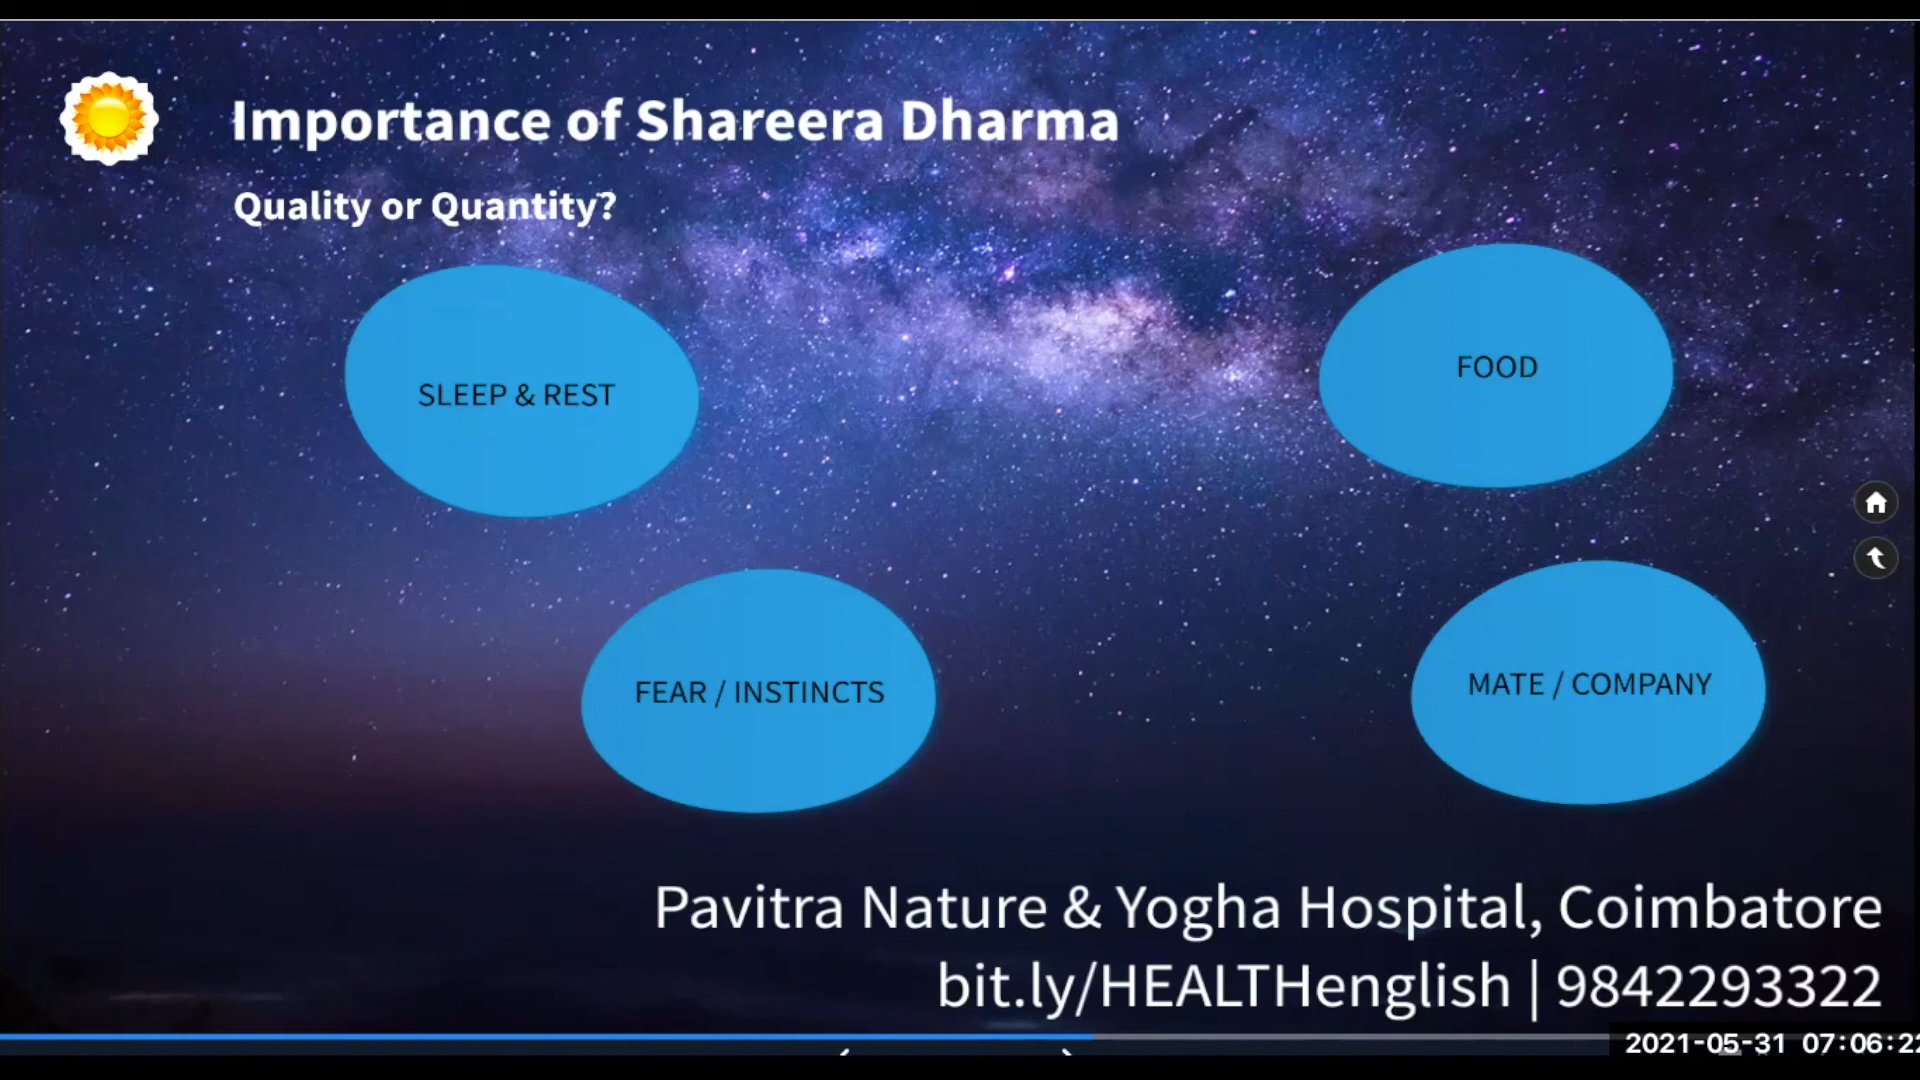 Importance of Shareera Dharma
Quality or Quantity?
SLEEP & REST
FOOD
FEAR / INSTINCTS
MATE / COMPANY
Pavitra Nature & Yogha Hospital, Coimbatore
bit.ly/HEALTHenglish | 9842293322
2021-05-31 07:06:22